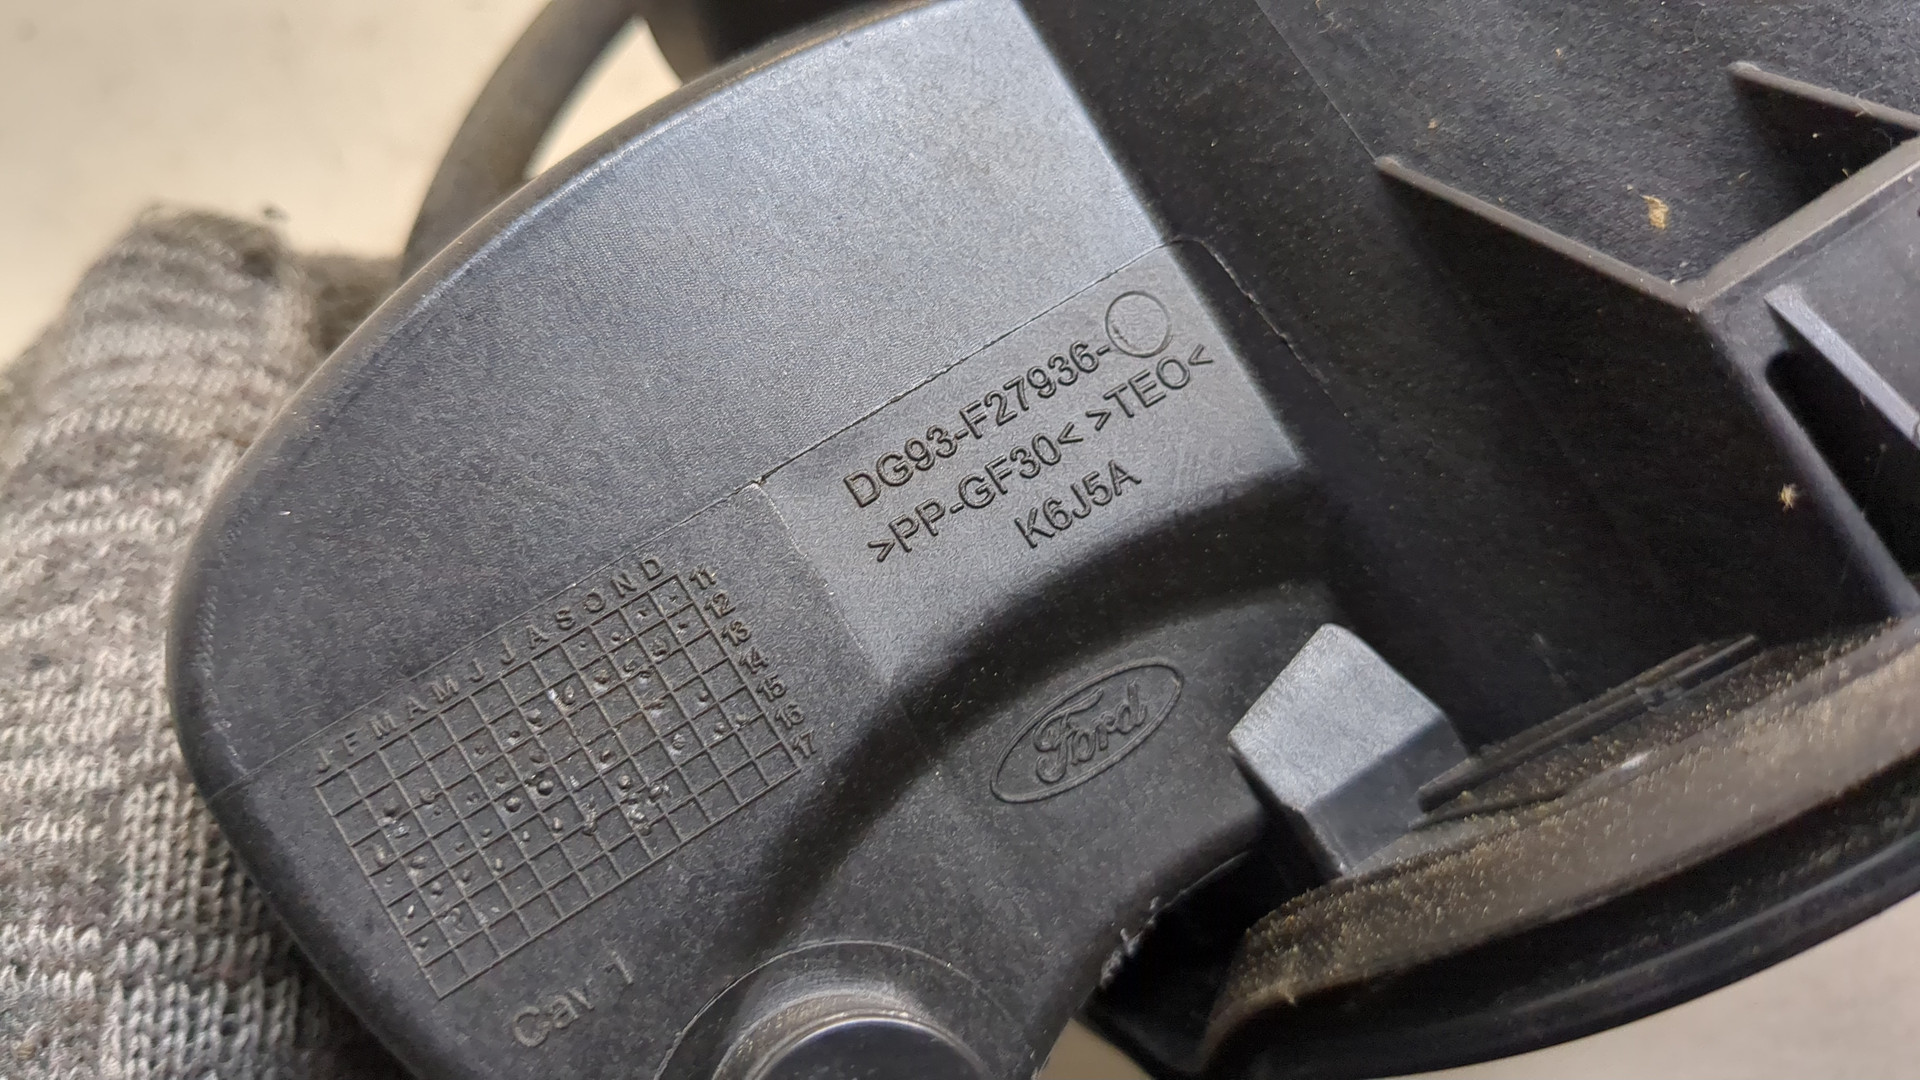 DG93-F27936-
>PP-GF30< >TEO<
K6J5A
J F M A M J J A S O N D
11
12
13
14
15
16
17
Ford
Cav 1